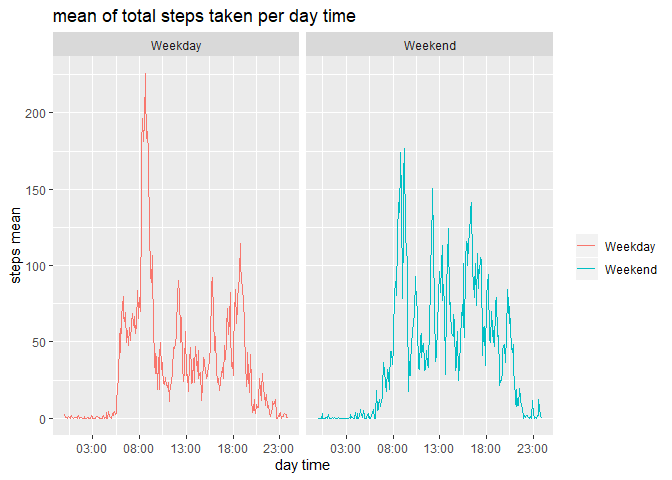 mean of total steps taken per day time
Weekday
Weekend
200
150
100
50
0
steps mean
03:00 08:00 13:00 18:00 23:00
03:00 08:00 13:00 18:00 23:00
day time
Weekday
Weekend